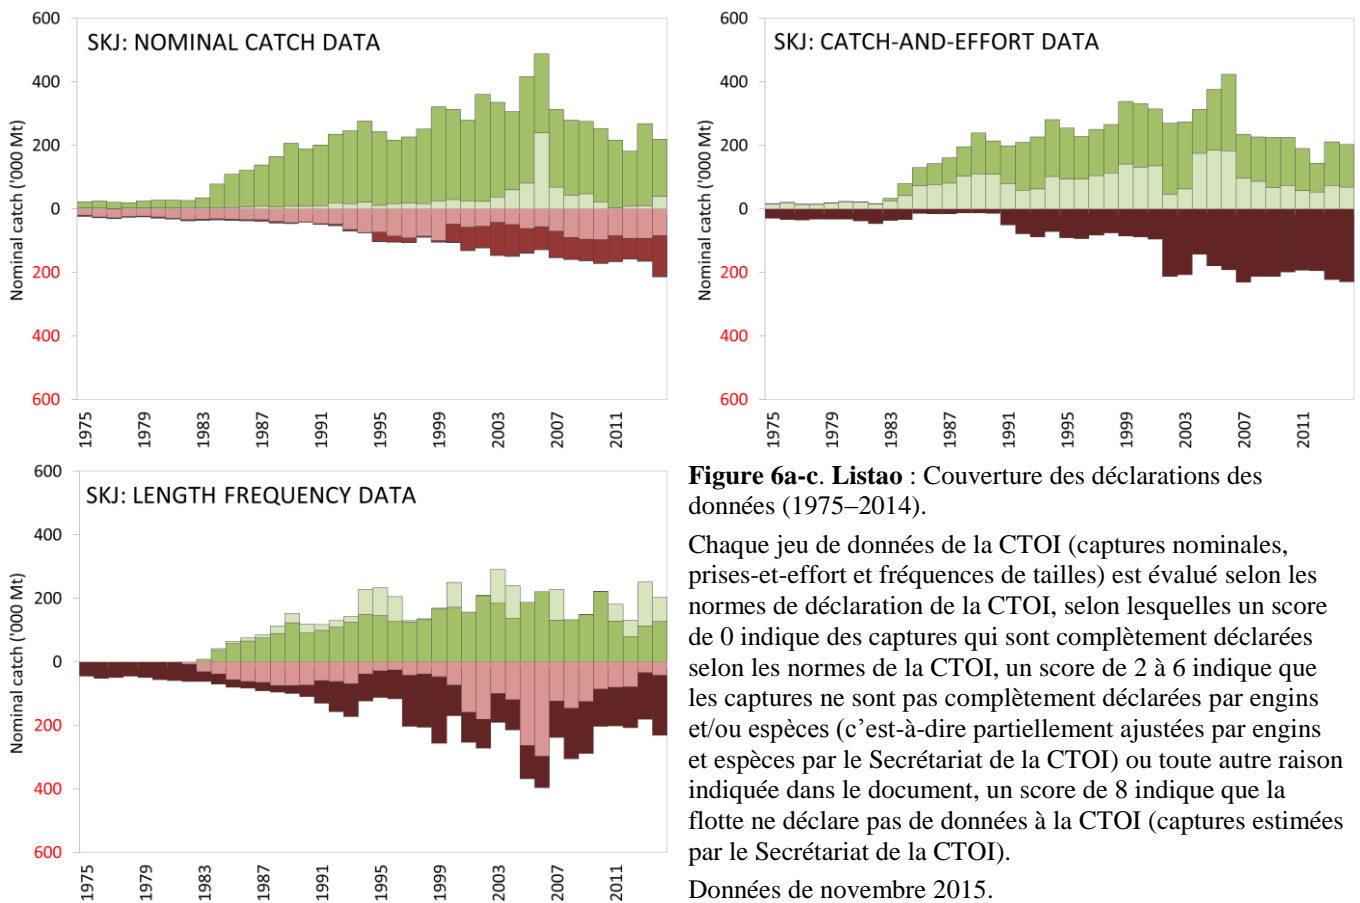 SKJ: NOMINAL CATCH DATA
Nominal catch ('000 Mt)
600
400
200
0
200
400
600
1975
1979
1983
1987
1991
1995
1999
2003
2007
2011
SKJ: CATCH-AND-EFFORT DATA
Nominal catch ('000 Mt)
600
400
200
0
200
400
600
1975
1979
1983
1987
1991
1995
1999
2003
2007
2011
SKJ: LENGTH FREQUENCY DATA
Nominal catch ('000 Mt)
600
400
200
0
200
400
600
1975
1979
1983
1987
1991
1995
1999
2003
2007
2011
Figure 6a-c. Listao : Couverture des déclarations des
données (1975–2014).
Chaque jeu de données de la CTOI (captures nominales,
prises-et-effort et fréquences de tailles) est évalué selon les
normes de déclaration de la CTOI, selon lesquelles un score
de 0 indique des captures qui sont complètement déclarées
selon les normes de la CTOI, un score de 2 à 6 indique que
les captures ne sont pas complètement déclarées par engins
et/ou espèces (c'est-à-dire partiellement ajustées par engins
et espèces par le Secrétariat de la CTOI) ou toute autre raison
indiquée dans le document, un score de 8 indique que la
flotte ne déclare pas de données à la CTOI (captures estimées
par le Secrétariat de la CTOI).
Données de novembre 2015.